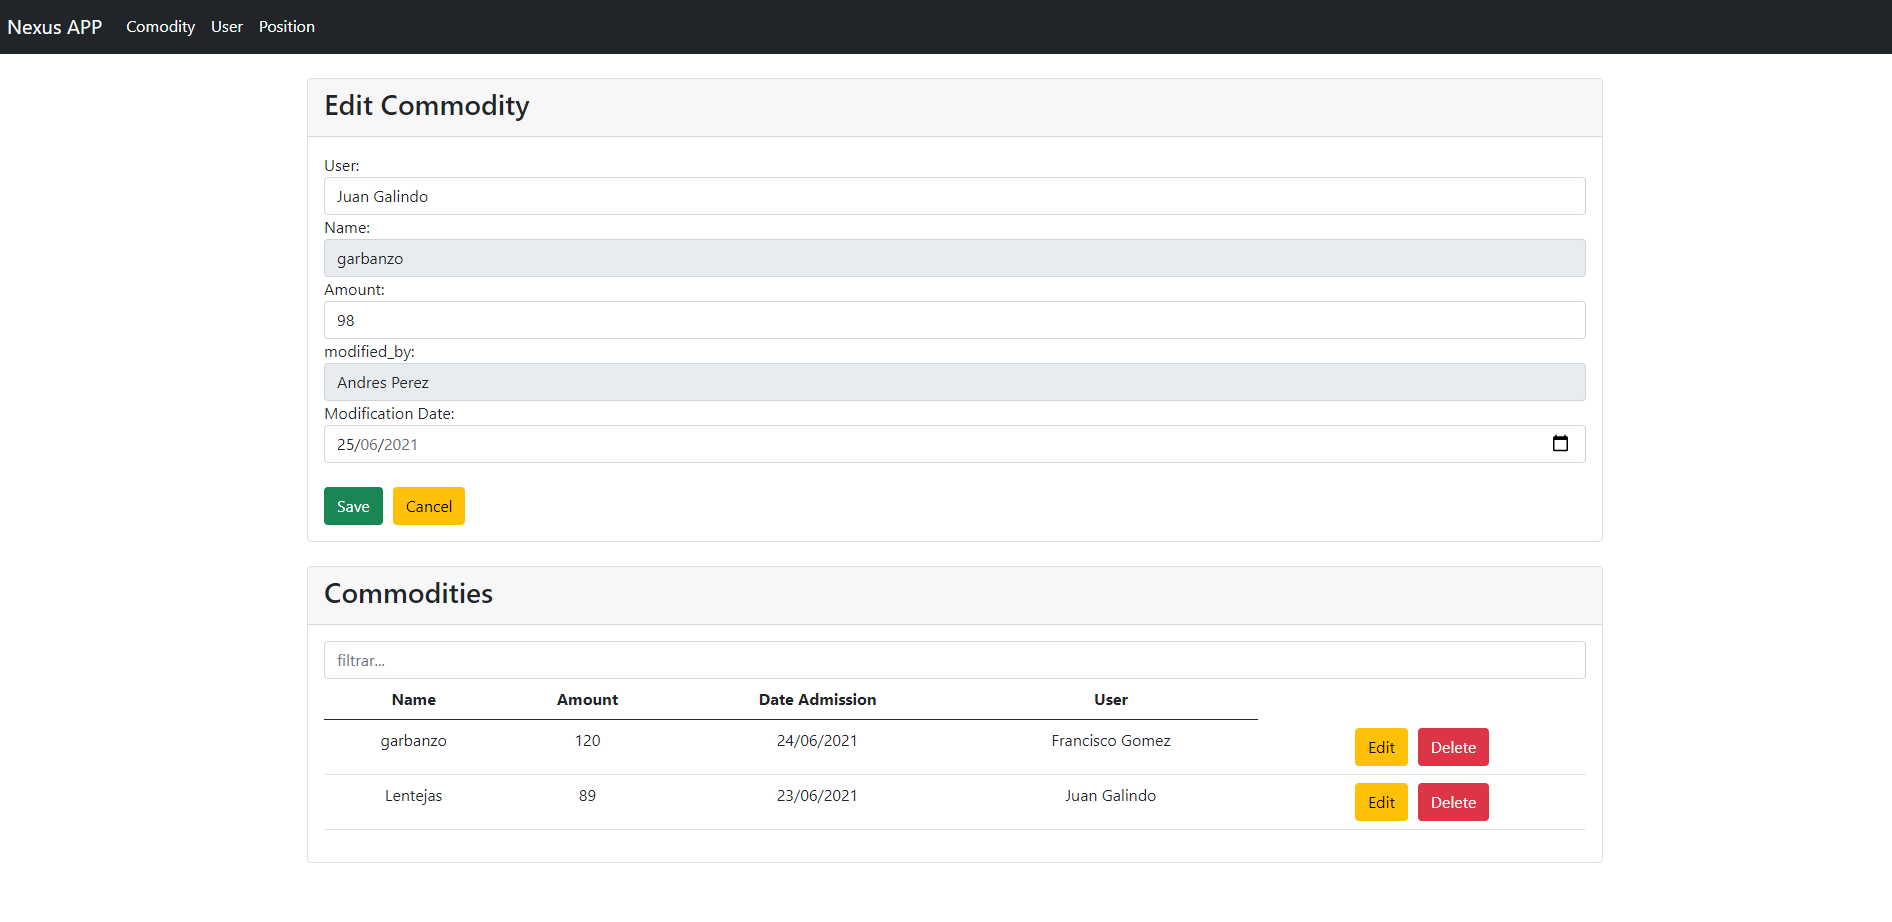 Nexus APP Comodity User Position
Edit Commodity
User:
Juan Galindo
Name:
garbanzo
Amount:
98
modified_by:
Andres Perez
Modification Date:
25/06/2021
Save Cancel
Commodities
filtrar...
Name Amount Date Admission User
garbanzo 120 24/06/2021 Francisco Gomez Edit Delete
Lentejas 89 23/06/2021 Juan Galindo Edit Delete